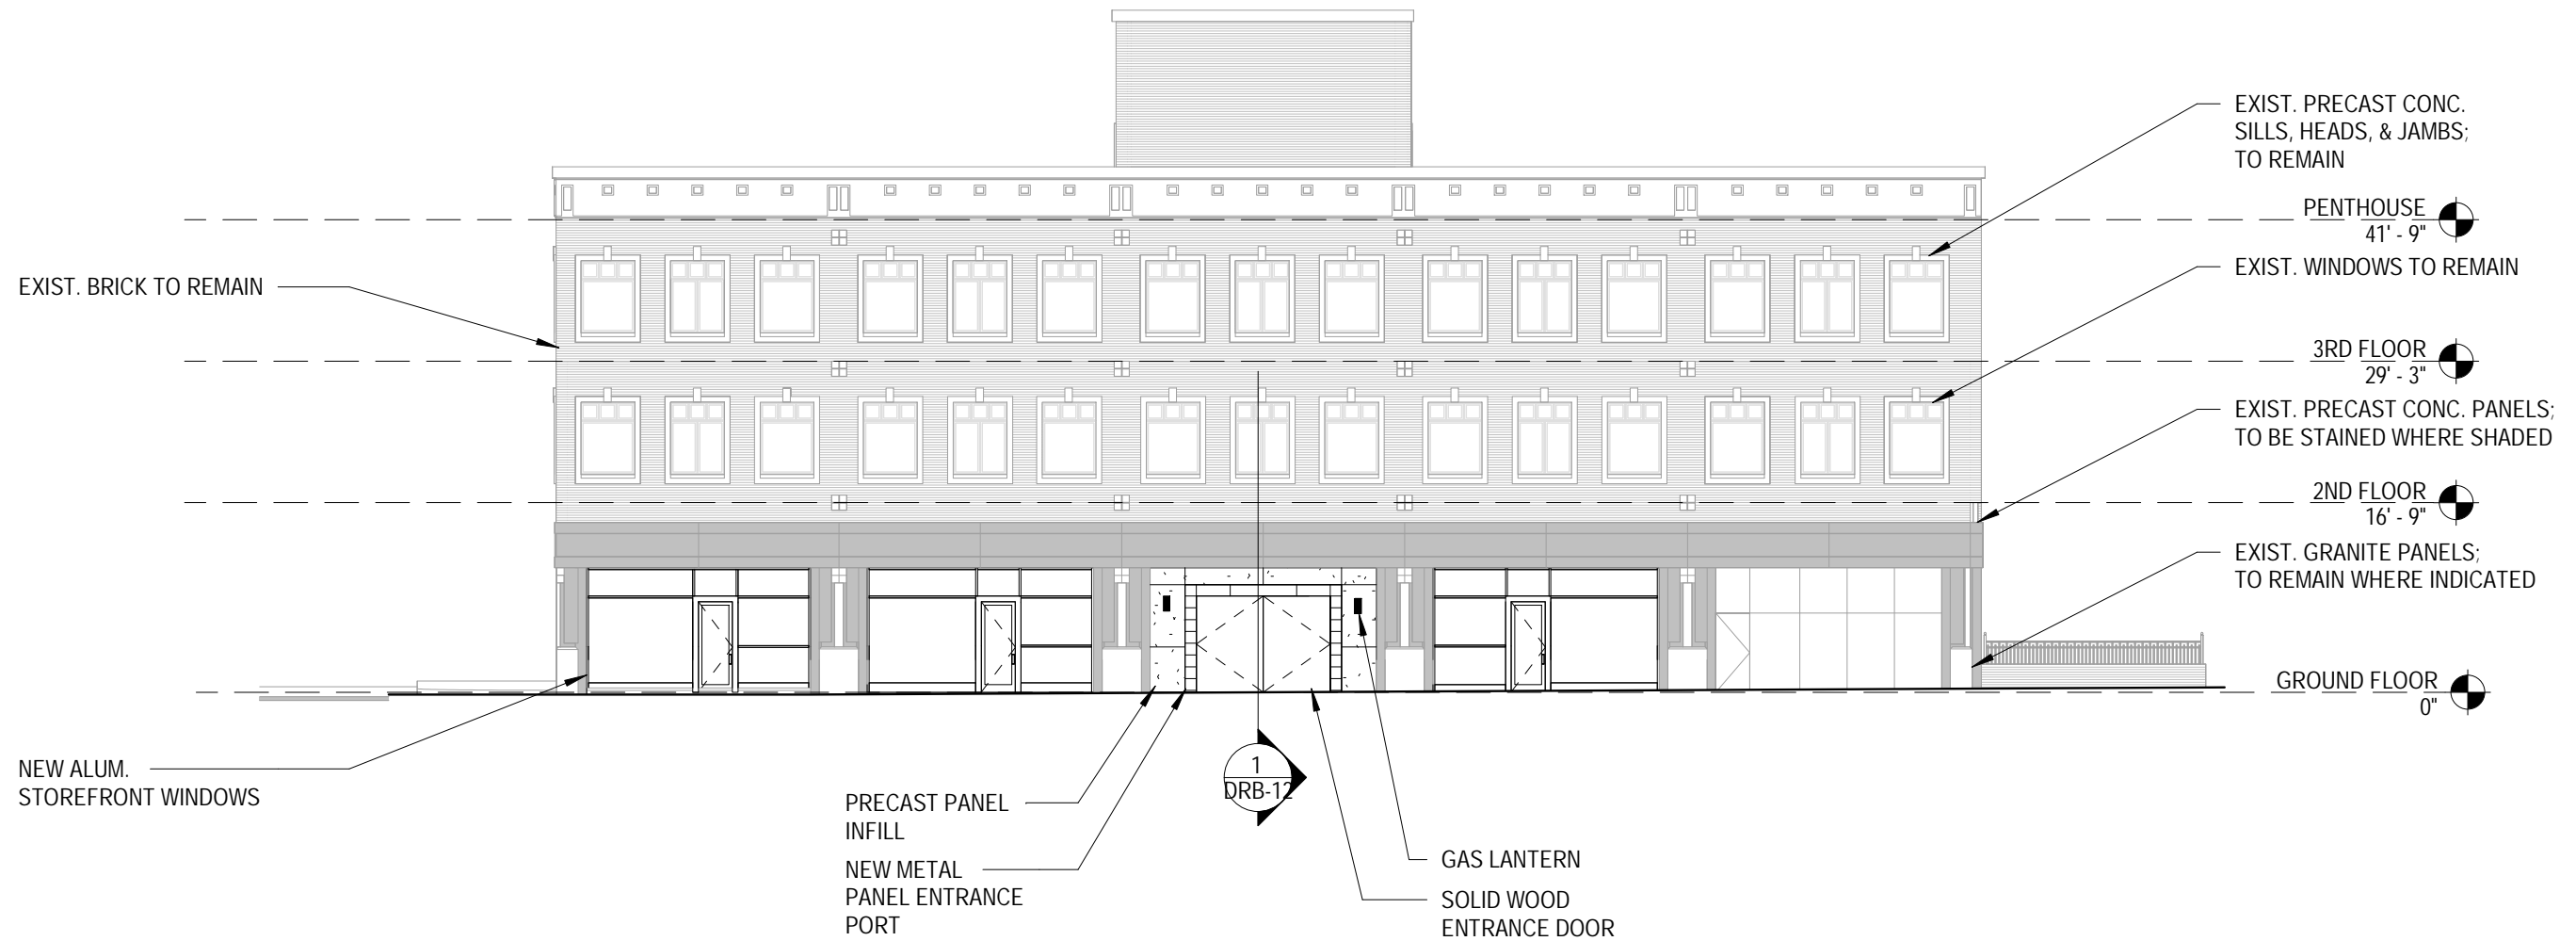 EXIST. PRECAST CONC.
SILLS, HEADS, & JAMBS;
TO REMAIN
PENTHOUSE
41' - 9"
EXIST. BRICK TO REMAIN
EXIST. WINDOWS TO REMAIN
3RD FLOOR
29' - 3"
EXIST. PRECAST CONC. PANELS;
TO BE STAINED WHERE SHADED
2ND FLOOR
16' - 9"
EXIST. GRANITE PANELS;
TO REMAIN WHERE INDICATED
GROUND FLOOR
0"
NEW ALUM.
STOREFRONT WINDOWS
1
DRB-12
PRECAST PANEL
INFILL
NEW METAL
PANEL ENTRANCE
PORT
GAS LANTERN
SOLID WOOD
ENTRANCE DOOR